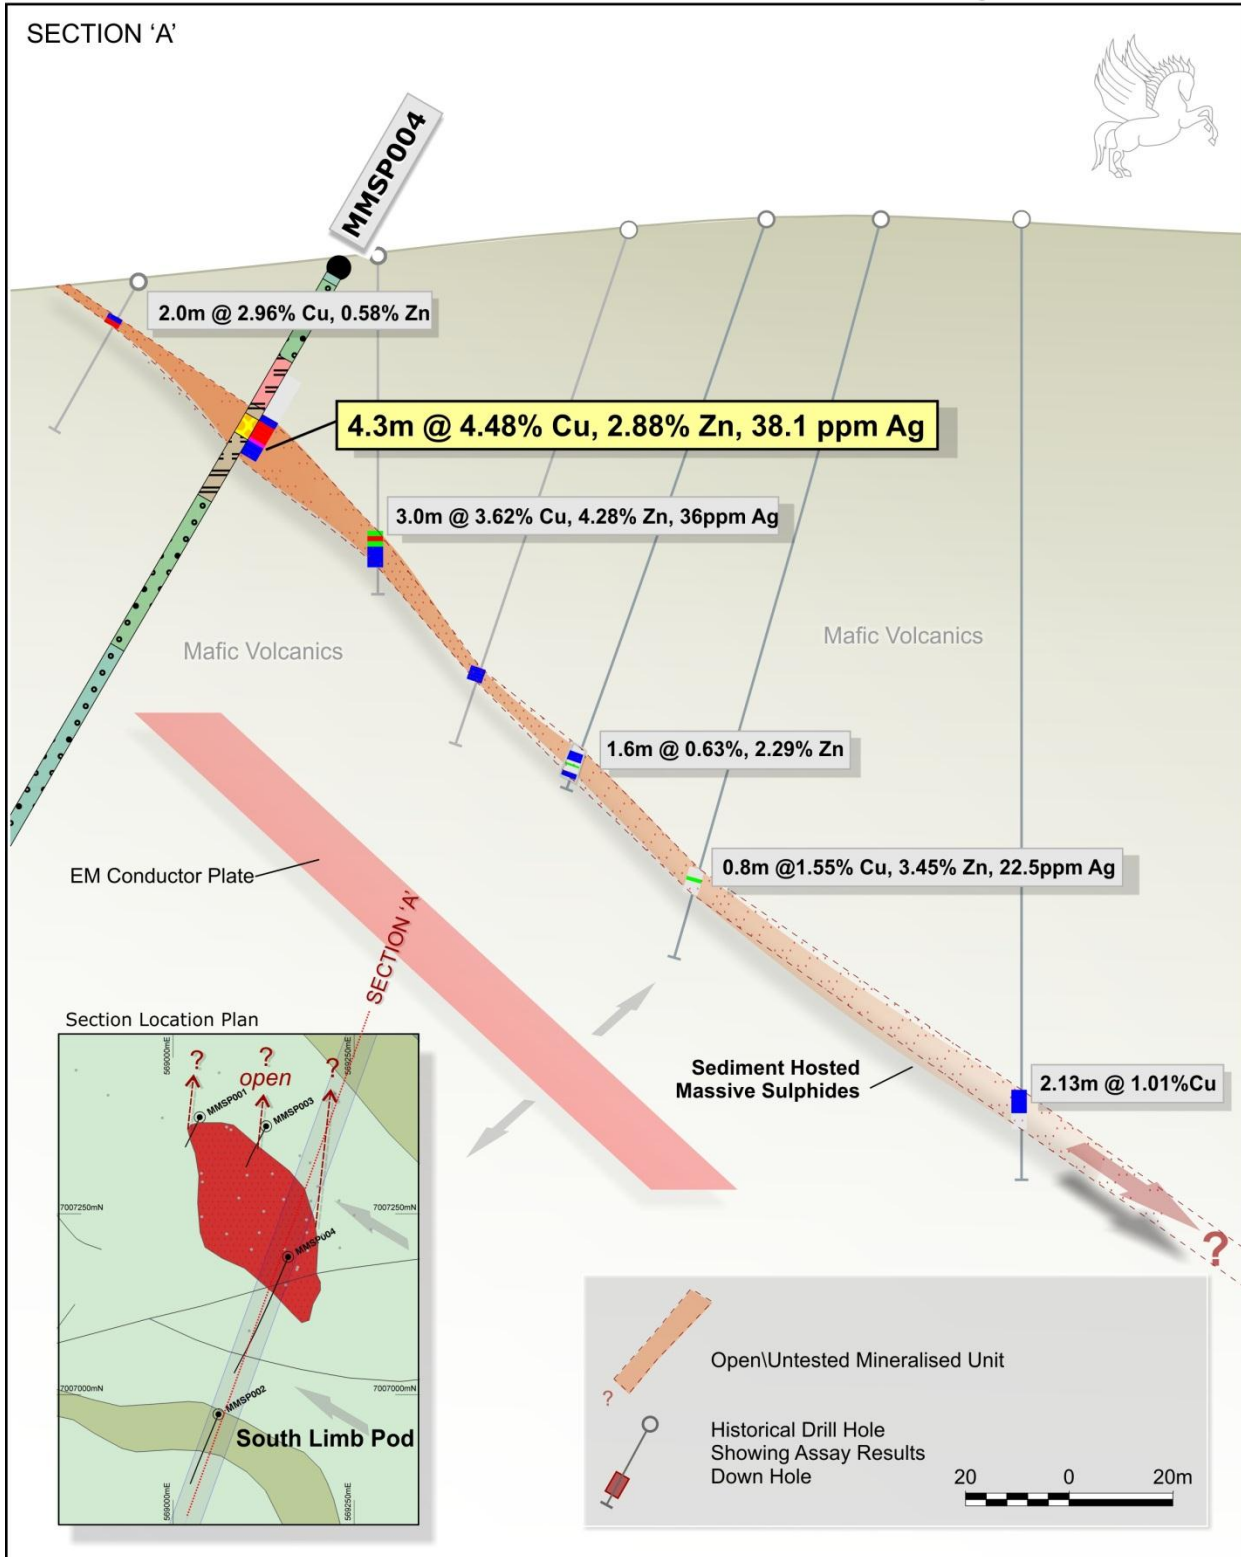 SECTION 'A'
MMSP004
2.0m @ 2.96% Cu, 0.58% Zn
4.3m @ 4.48% Cu, 2.88% Zn, 38.1 ppm Ag
3.0m @ 3.62% Cu, 4.28% Zn, 36ppm Ag
Mafic Volcanics
Mafic Volcanics
1.6m @ 0.63%, 2.29% Zn
0.8m @1.55% Cu, 3.45% Zn, 22.5ppm Ag
EM Conductor Plate
SECTION 'A'
Sediment Hosted
Massive Sulphides
2.13m @ 1.01%Cu
?
Section Location Plan
569000mE
569250mE
?
?
open
?
MMSP001
MMSP003
7007250mN
7007250mN
MMSP004
7007000mN
7007000mN
MMSP002
South Limb Pod
569000mE
569250mE
?
Open\Untested Mineralised Unit
Historical Drill Hole
Showing Assay Results
Down Hole
20 0 20m